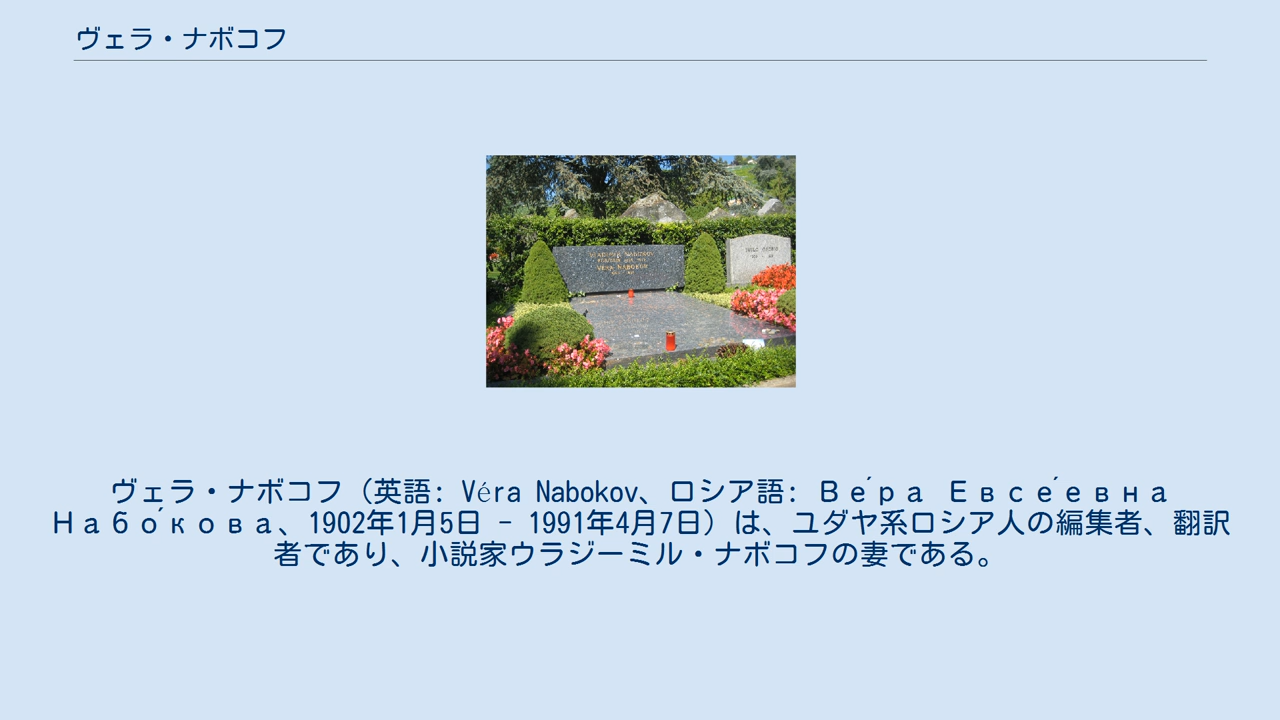 ヴェラ・ナボコフ
VÉRA NABOKOV
ヴェラ・ナボコフ（英語: Véra Nabokov、ロシア語: Ве́ра Евсе́евна
Набо́кова、1902年1月5日 - 1991年4月7日）は、ユダヤ系ロシア人の編集者、翻訳
者であり、小説家ウラジーミル・ナボコフの妻である。